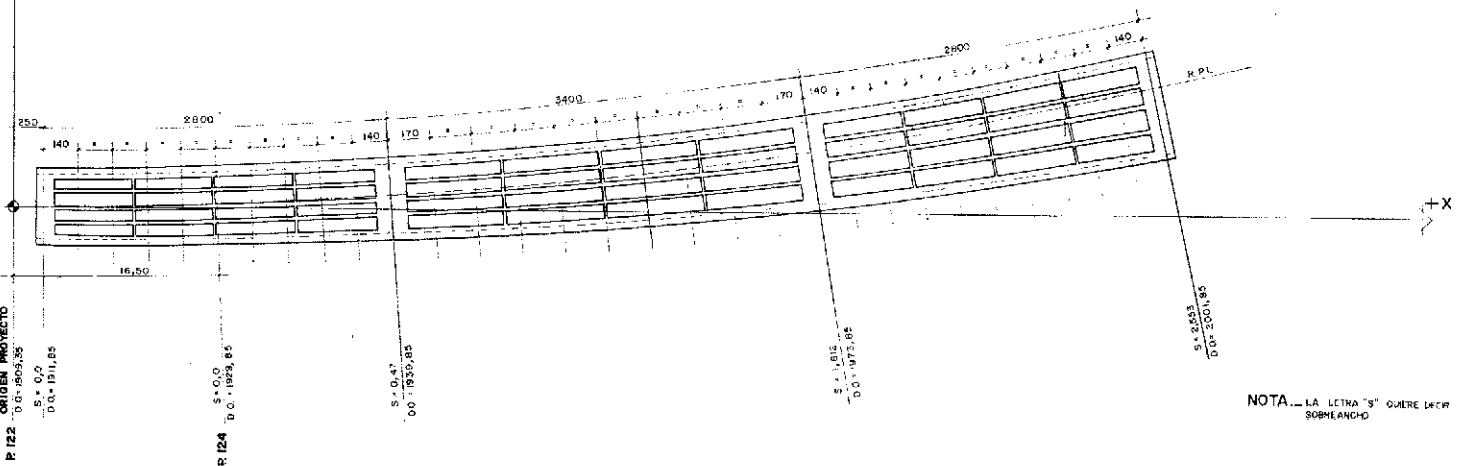 2800
140
R.P.L.
3400
170
140
2800
250
140
140
170
+X
16,50
ORIGEN PROYECTO
P. 122
D.O.= 1909,35
S = 0,0
D.O.= 1911,85
P. 124
S = 0,0
D.O. = 1929,85
S = 0,47
D.O = 1939,85
S = 1,812
D.O = 1973,85
S = 2,553
D.O = 2001,85
NOTA._ LA LETRA "S" QUIERE DECIR
SOBREANCHO